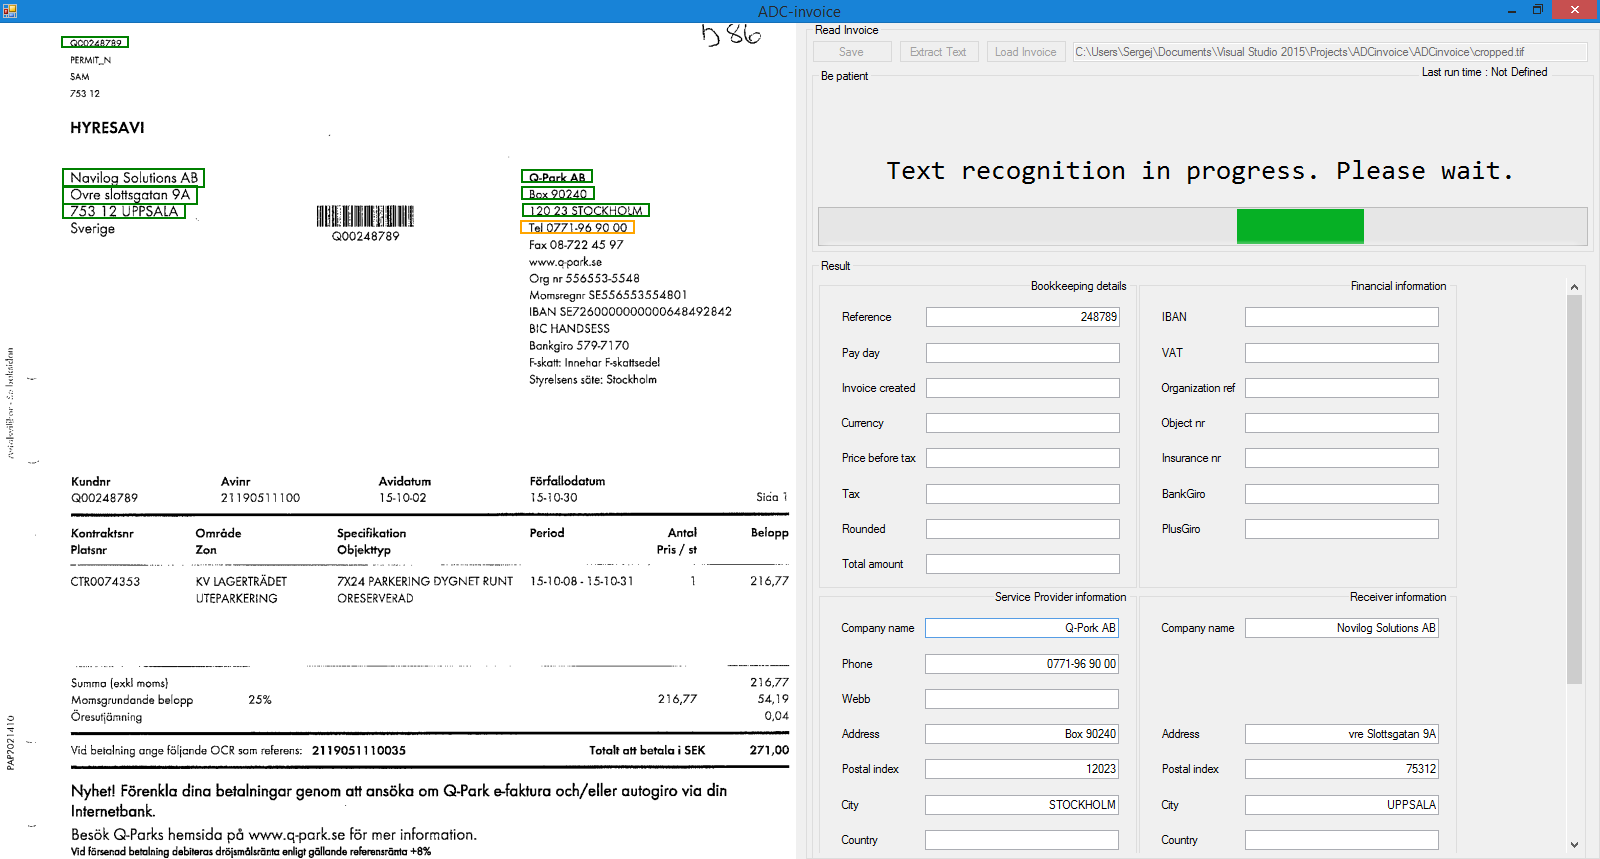 ADC-invoice
Q00248789
PERMIT_N
SAM
753 12
HYRESAVI
Navilog Solutions AB
Ovre slottsgatan 9A
753 12 UPPSALA
Sverige
Q00248789
Q-Park AB
Box 90240
120 23 STOCKHOLM
Tel 0771-96 90 00
Fax 08-722 45 97
www.q-park.se
Org nr 556553-5548
Momsregnr SE556553554801
IBAN SE7260000000000648492842
BIC HANDSESS
Bankgiro 579-7170
F-skatt: Innehar F-skattsedel
Styrelsens säte: Stockholm
Kundnr Avinr Avidatum Förfallodatum
Q00248789 21190511100 15-10-02 15-10-30 Sida 1
Kontraktsnr Område Specifikation Period Antal Belopp
Platsnr Zon Objekttyp Pris / st
CTR0074353 KV LAGERTRÄDET 7X24 PARKERING DYGNET RUNT 15-10-08 - 15-10-31 1 216,77
UTEPARKERING ORESERVERAD
Summa (exkl moms) 216,77
Momsgrundande belopp 25% 216,77 54,19
Öresutjämning 0,04
Vid betalning ange följande OCR som referens: 2119051110035 Totalt att betala i SEK 271,00
Nyhet! Förenkla dina betalningar genom att ansöka om Q-Park e-faktura och/eller autogiro via din
Internetbank.
Besök Q-Parks hemsida på www.q-park.se för mer information.
Vid försenad betalning debiteras dröjsmålsränta enligt gällande referensränta +8%
PAP2021410
Read Invoice
Save Extract Text Load Invoice C:\Users\Sergej\Documents\Visual Studio 2015\Projects\ADCinvoice\ADCinvoice\cropped.tif
Be patient Last run time : Not Defined
Text recognition in progress. Please wait.
Result
Bookkeeping details
Reference 248789
Pay day
Invoice created
Currency
Price before tax
Tax
Rounded
Total amount
Financial information
IBAN
VAT
Organization ref
Object nr
Insurance nr
BankGiro
PlusGiro
Service Provider information
Company name Q-Pork AB
Phone 0771-96 90 00
Webb
Address Box 90240
Postal index 12023
City STOCKHOLM
Country
Receiver information
Company name Novilog Solutions AB
Address vre Slottsgatan 9A
Postal index 75312
City UPPSALA
Country